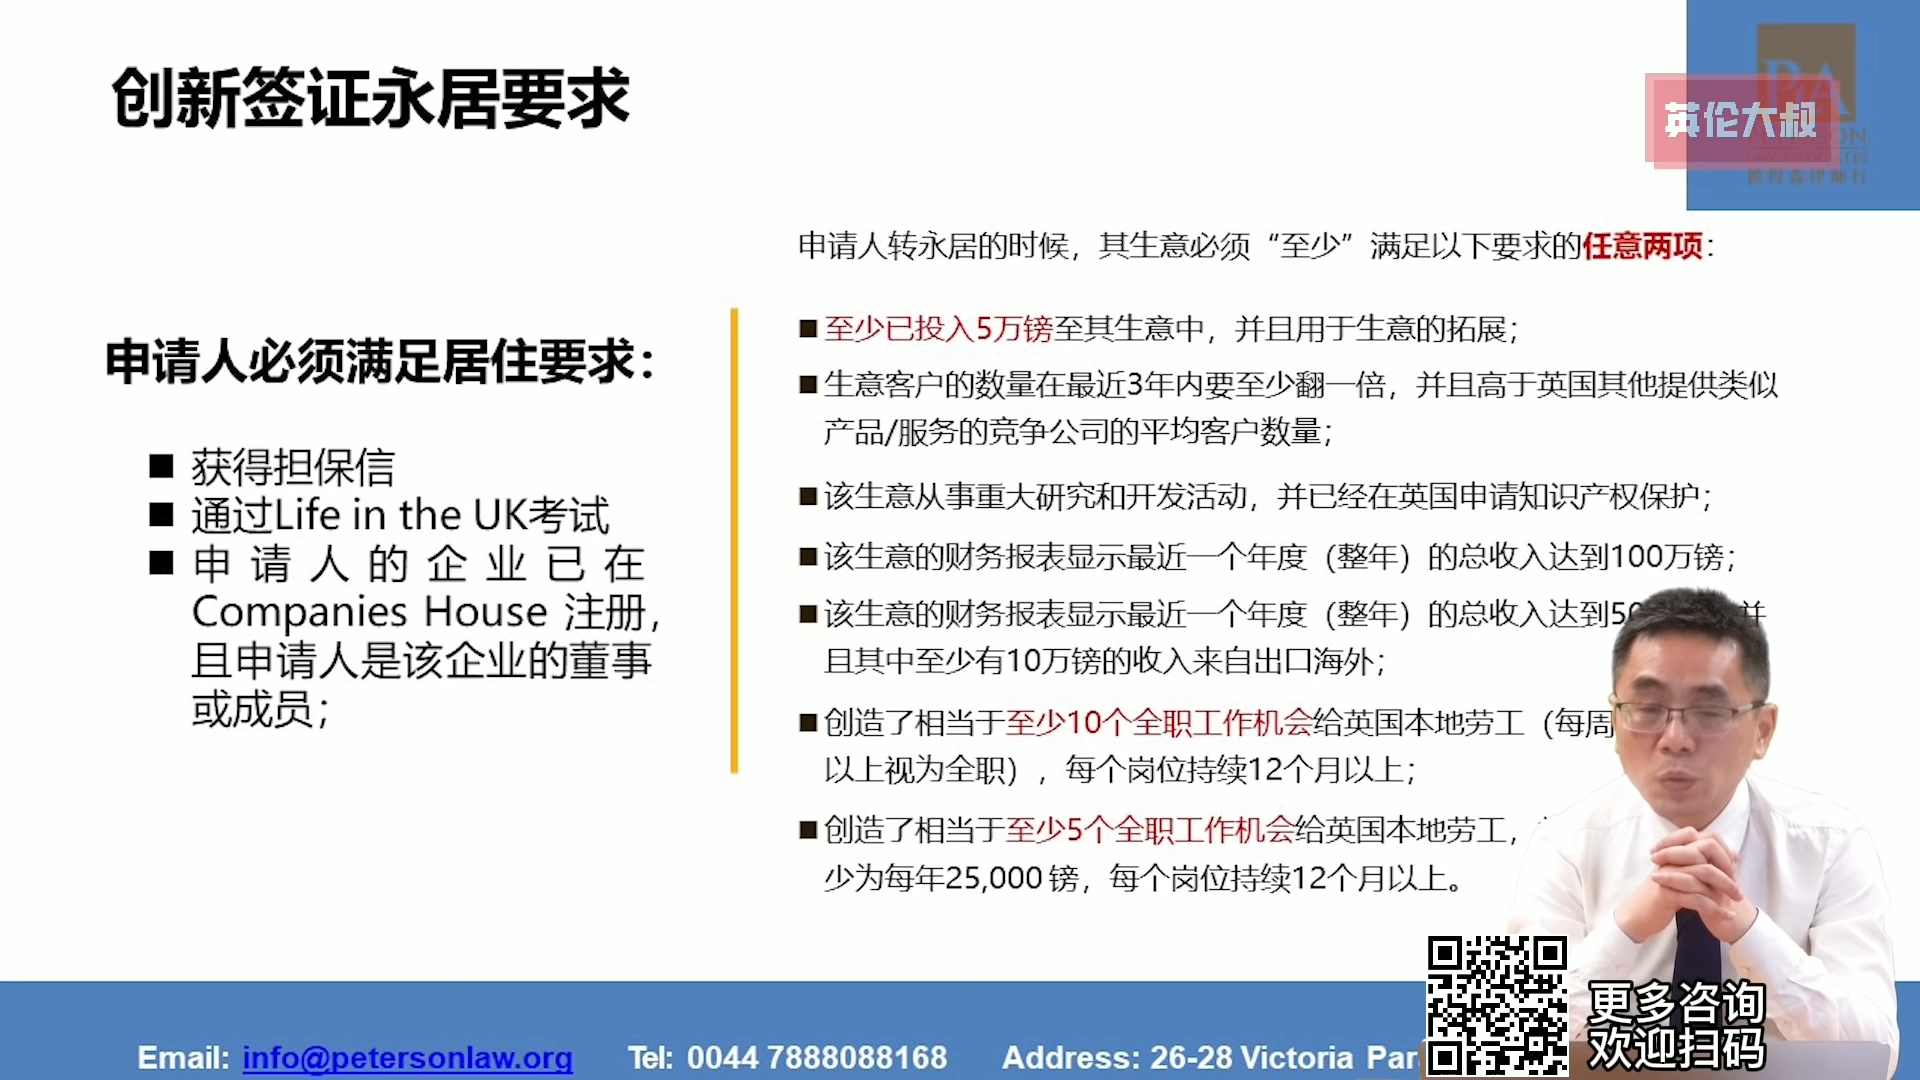 创新签证永居要求
英伦大叔
申请人必须满足居住要求：
■ 获得担保信
■ 通过Life in the UK考试
■ 申请人的企业已在
Companies House 注册，
且申请人是该企业的董事
或成员；
申请人转永居的时候，其生意必须“至少”满足以下要求的任意两项：
■ 至少已投入5万镑至其生意中，并且用于生意的拓展；
■ 生意客户的数量在最近3年内要至少翻一倍，并且高于英国其他提供类似
产品/服务的竞争公司的平均客户数量；
■ 该生意从事重大研究和开发活动，并已经在英国申请知识产权保护；
■ 该生意的财务报表显示最近一个年度（整年）的总收入达到100万镑；
■ 该生意的财务报表显示最近一个年度（整年）的总收入达到 并
且其中至少有10万镑的收入来自出口海外；
■ 创造了相当于至少10个全职工作机会给英国本地劳工（每周
以上视为全职），每个岗位持续12个月以上；
■ 创造了相当于至少5个全职工作机会给英国本地劳工，
少为每年25,000 镑，每个岗位持续12个月以上。
更多咨询
欢迎扫码
Email: info@petersonlaw.org Tel: 0044 7888088168 Address: 26-28 Victoria